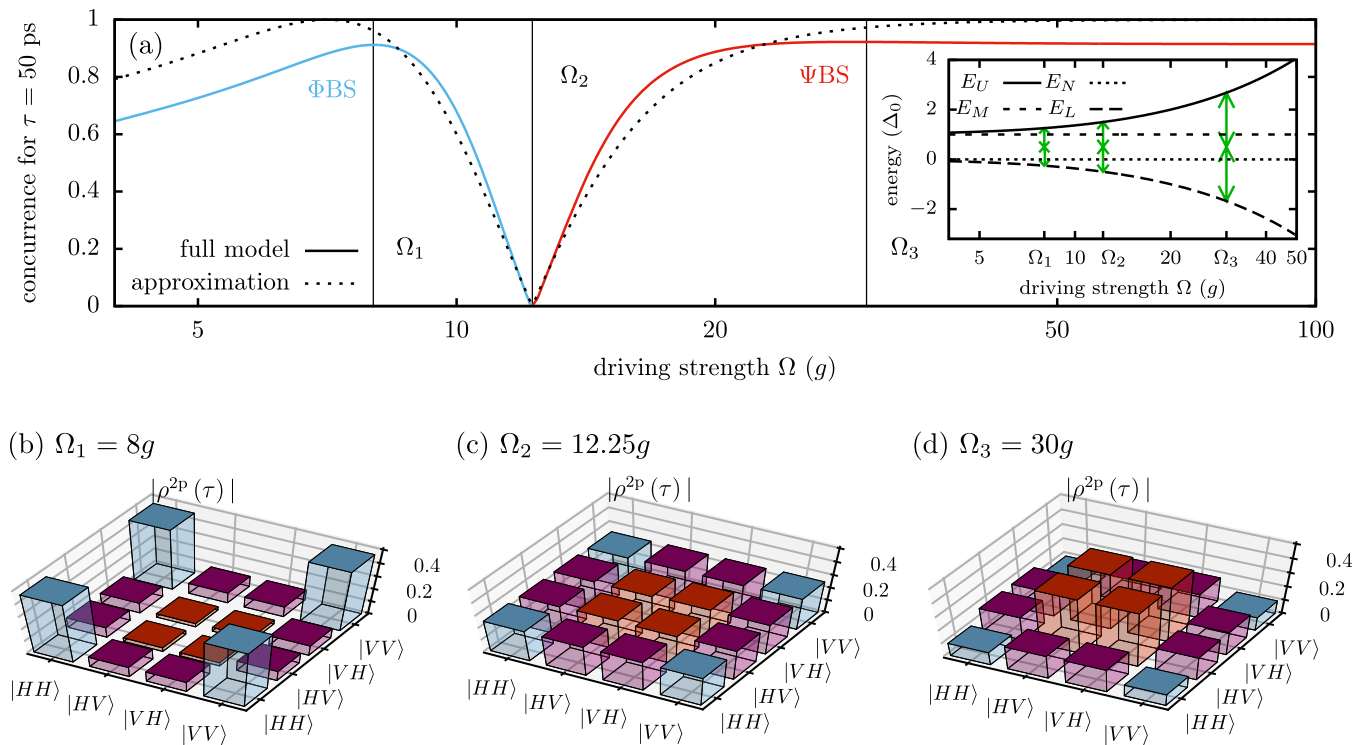 (a)
concurrence for τ = 50 ps
1
0.8
0.6
0.4
0.2
0
ΦBS
Ω₂
ΨBS
full model
approximation
Ω₁
Ω₃
5
10
20
50
100
driving strength Ω (g)
E_U
E_N
E_M
E_L
energy (Δ₀)
4
2
0
−2
5
Ω₁
10
Ω₂
20
Ω₃
40
50
driving strength Ω (g)
(b) Ω₁ = 8g
|ρ²ᵖ (τ)|
0.4
0.2
0
|HH⟩
|HV⟩
|VH⟩
|VV⟩
|VV⟩
|VH⟩
|HV⟩
|HH⟩
(c) Ω₂ = 12.25g
|ρ²ᵖ (τ)|
0.4
0.2
0
|HH⟩
|HV⟩
|VH⟩
|VV⟩
|VV⟩
|VH⟩
|HV⟩
|HH⟩
(d) Ω₃ = 30g
|ρ²ᵖ (τ)|
0.4
0.2
0
|HH⟩
|HV⟩
|VH⟩
|VV⟩
|VV⟩
|VH⟩
|HV⟩
|HH⟩